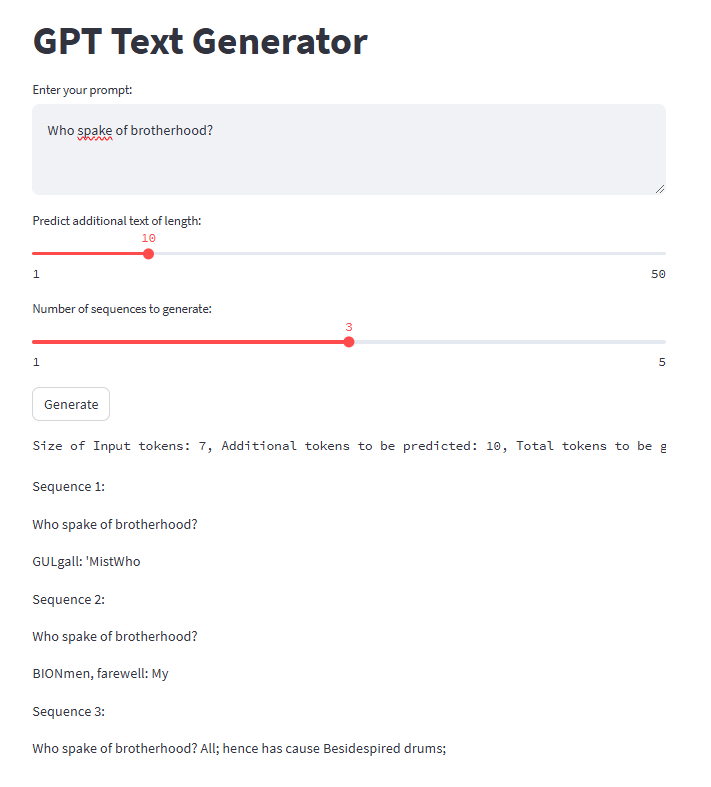 GPT Text Generator
Enter your prompt:
Who spake of brotherhood?
Predict additional text of length:
10
1 50
Number of sequences to generate:
3
1 5
Generate
Size of Input tokens: 7, Additional tokens to be predicted: 10, Total tokens to be g
Sequence 1:
Who spake of brotherhood?
GULgall: 'MistWho
Sequence 2:
Who spake of brotherhood?
BIONmen, farewell: My
Sequence 3:
Who spake of brotherhood? All; hence has cause Besidespired drums;